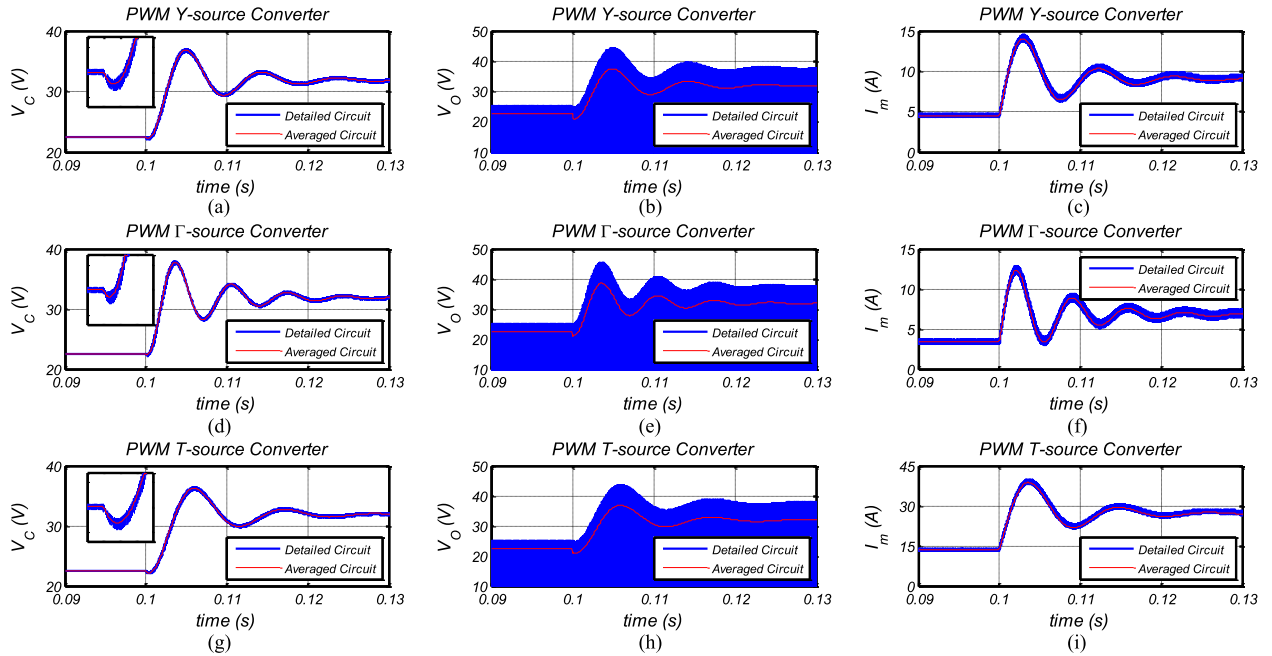 PWM Y-source Converter
V_C (V)
40
30
20
Detailed Circuit
Averaged Circuit
0.09 0.1 0.11 0.12 0.13
time (s)
(a)
PWM Y-source Converter
V_O (V)
50
40
30
20
10
Detailed Circuit
Averaged Circuit
0.09 0.1 0.11 0.12 0.13
time (s)
(b)
PWM Y-source Converter
I_m (A)
15
10
5
0
Detailed Circuit
Averaged Circuit
0.09 0.1 0.11 0.12 0.13
time (s)
(c)
PWM Γ-source Converter
V_C (V)
40
30
20
Detailed Circuit
Averaged Circuit
0.09 0.1 0.11 0.12 0.13
time (s)
(d)
PWM Γ-source Converter
V_O (V)
50
40
30
20
10
Detailed Circuit
Averaged Circuit
0.09 0.1 0.11 0.12 0.13
time (s)
(e)
PWM Γ-source Converter
I_m (A)
15
10
5
0
Detailed Circuit
Averaged Circuit
0.09 0.1 0.11 0.12 0.13
time (s)
(f)
PWM T-source Converter
V_C (V)
40
30
20
Detailed Circuit
Averaged Circuit
0.09 0.1 0.11 0.12 0.13
time (s)
(g)
PWM T-source Converter
V_O (V)
50
40
30
20
10
Detailed Circuit
Averaged Circuit
0.09 0.1 0.11 0.12 0.13
time (s)
(h)
PWM T-source Converter
I_m (A)
45
30
15
0
Detailed Circuit
Averaged Circuit
0.09 0.1 0.11 0.12 0.13
time (s)
(i)